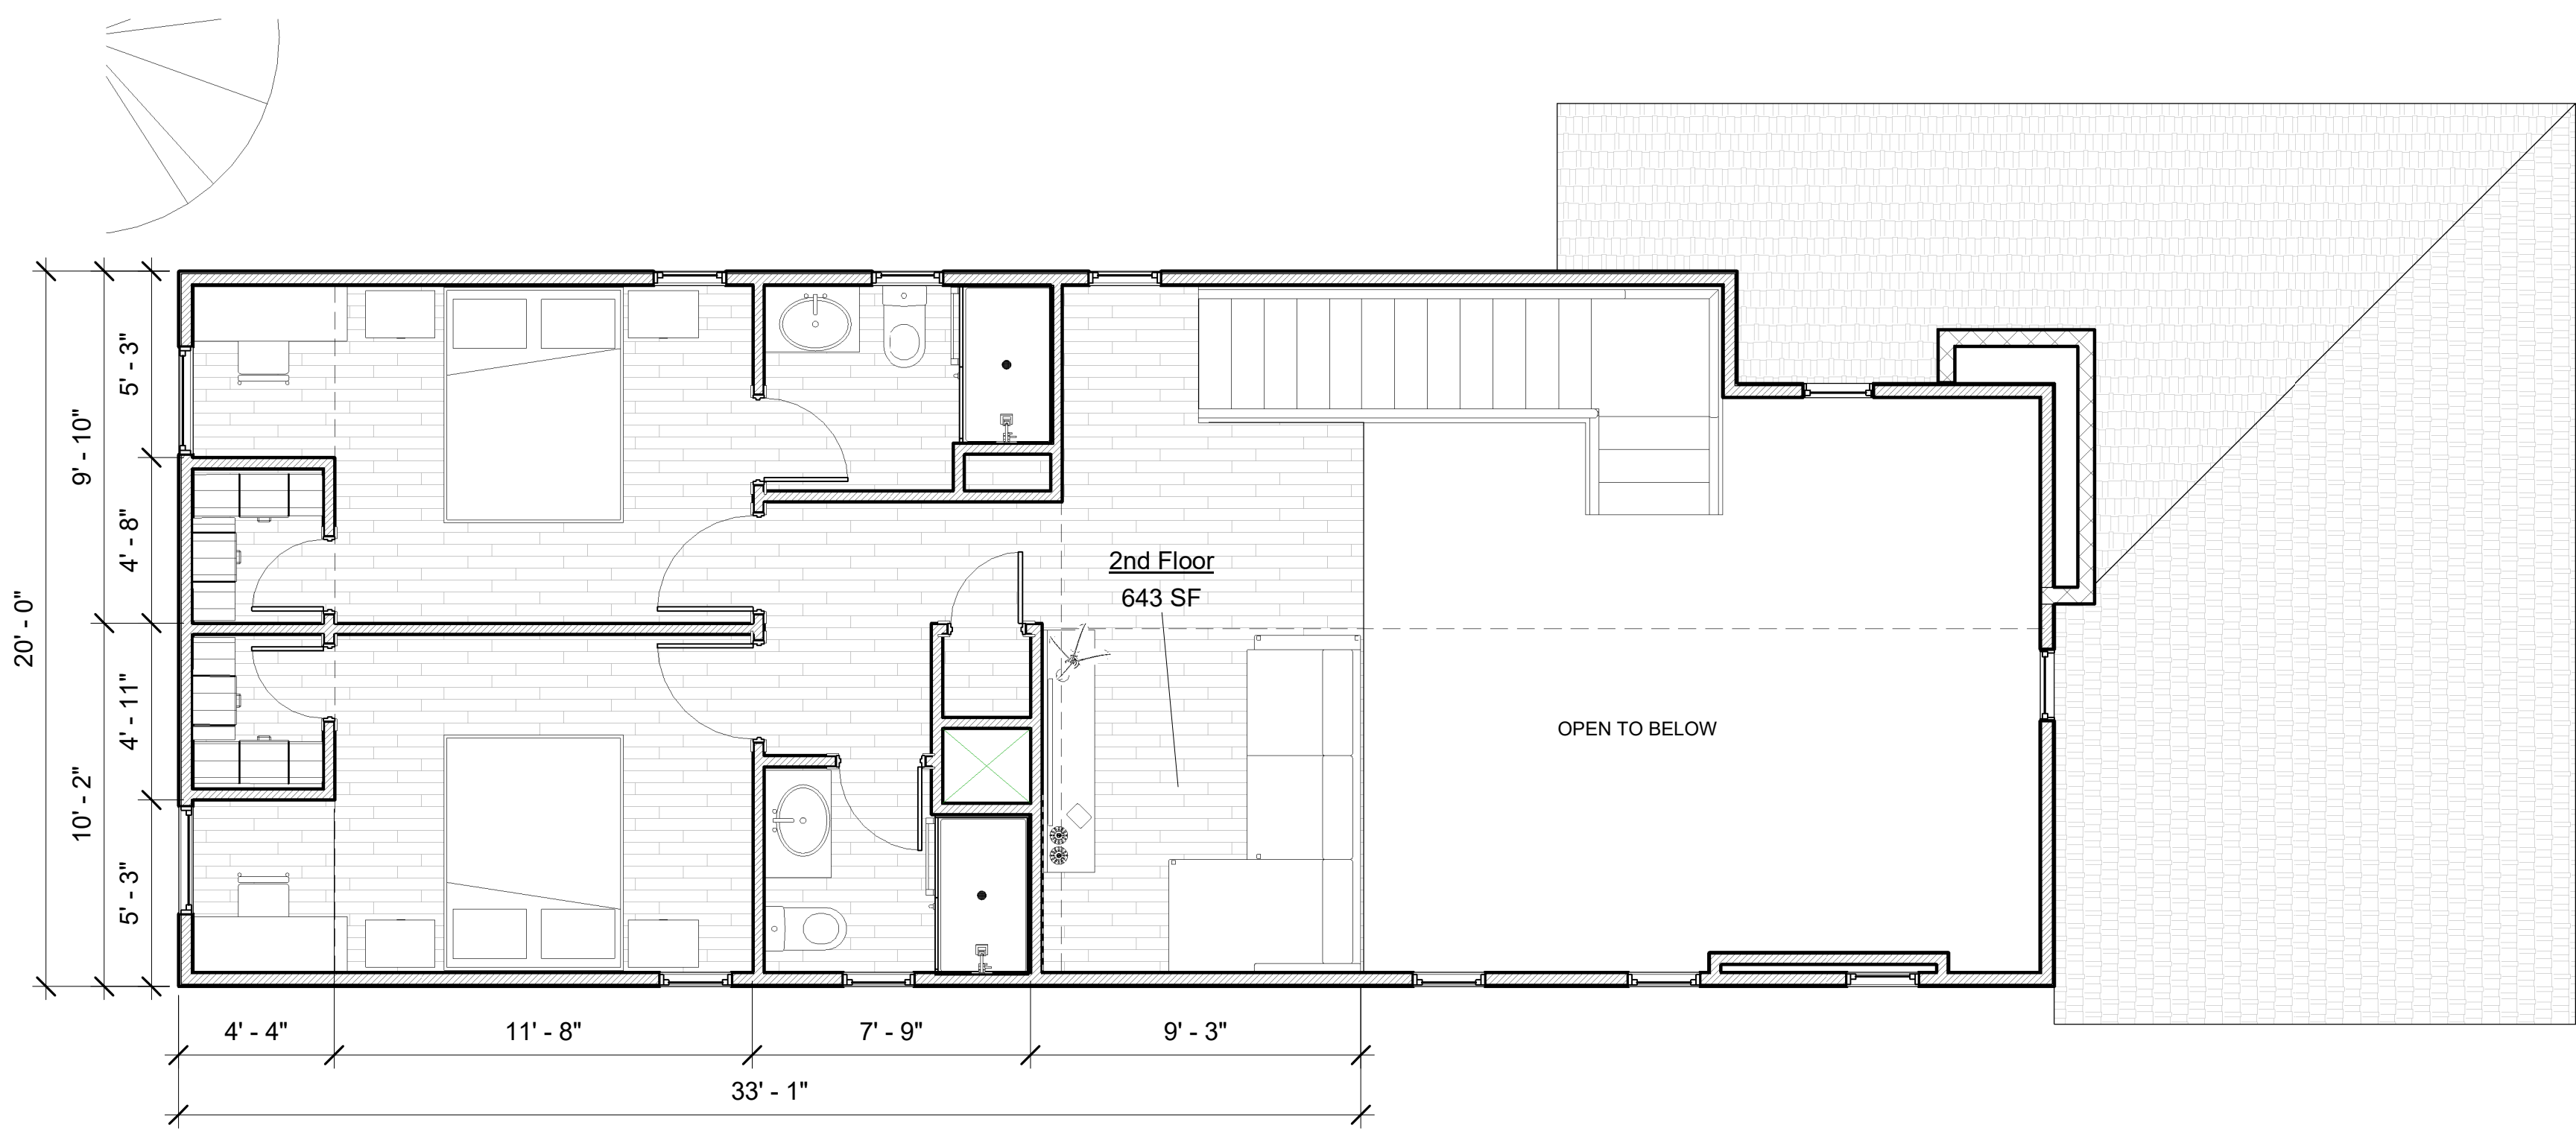 2nd Floor
643 SF
OPEN TO BELOW
20' - 0"
9' - 10"
10' - 2"
5' - 3"
4' - 8"
4' - 11"
5' - 3"
4' - 4"
11' - 8"
7' - 9"
9' - 3"
33' - 1"